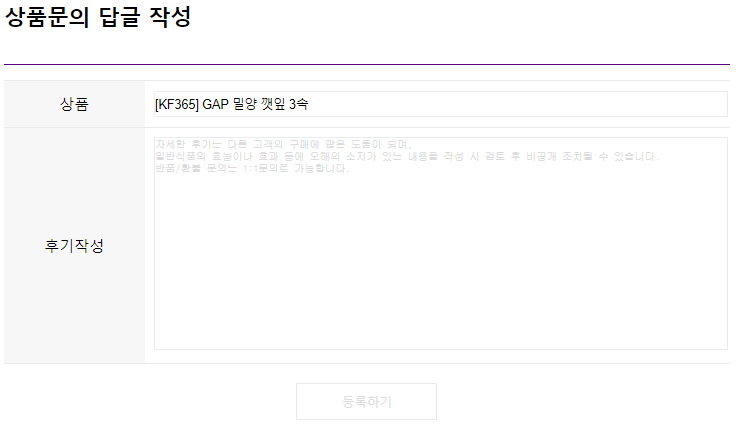 상품문의 답글 작성
상품
[KF365] GAP 밀양 깻잎 3속
자세한 후기는 다른 고객의 구매에 많은 도움이 되며,
일반식품의 효능이나 효과 등에 오해의 소지가 있는 내용을 작성 시 검토 후 비공개 조치될 수 있습니다.
반품/환불 문의는 1:1문의로 가능합니다.
후기작성
등록하기